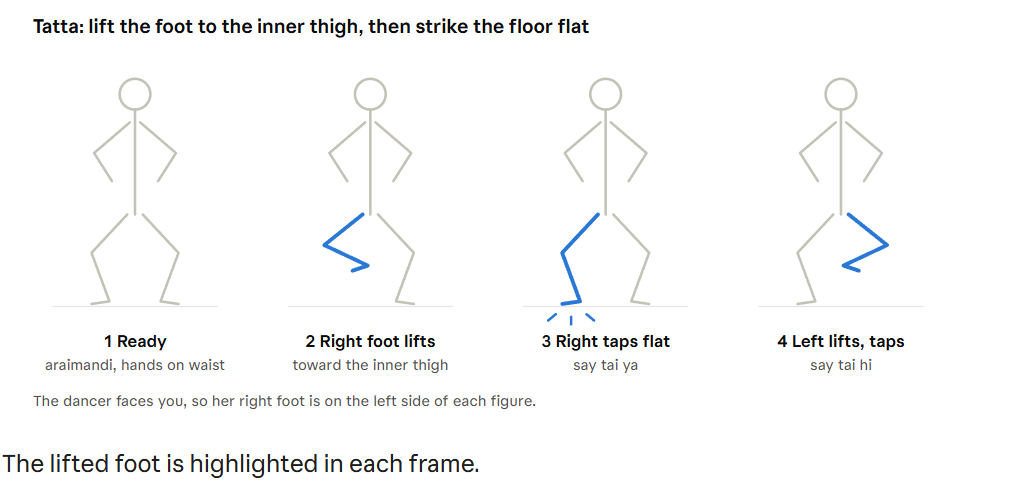 Tatta: lift the foot to the inner thigh, then strike the floor flat
1 Ready
araimandi, hands on waist
2 Right foot lifts
toward the inner thigh
3 Right taps flat
say tai ya
4 Left lifts, taps
say tai hi
The dancer faces you, so her right foot is on the left side of each figure.
The lifted foot is highlighted in each frame.